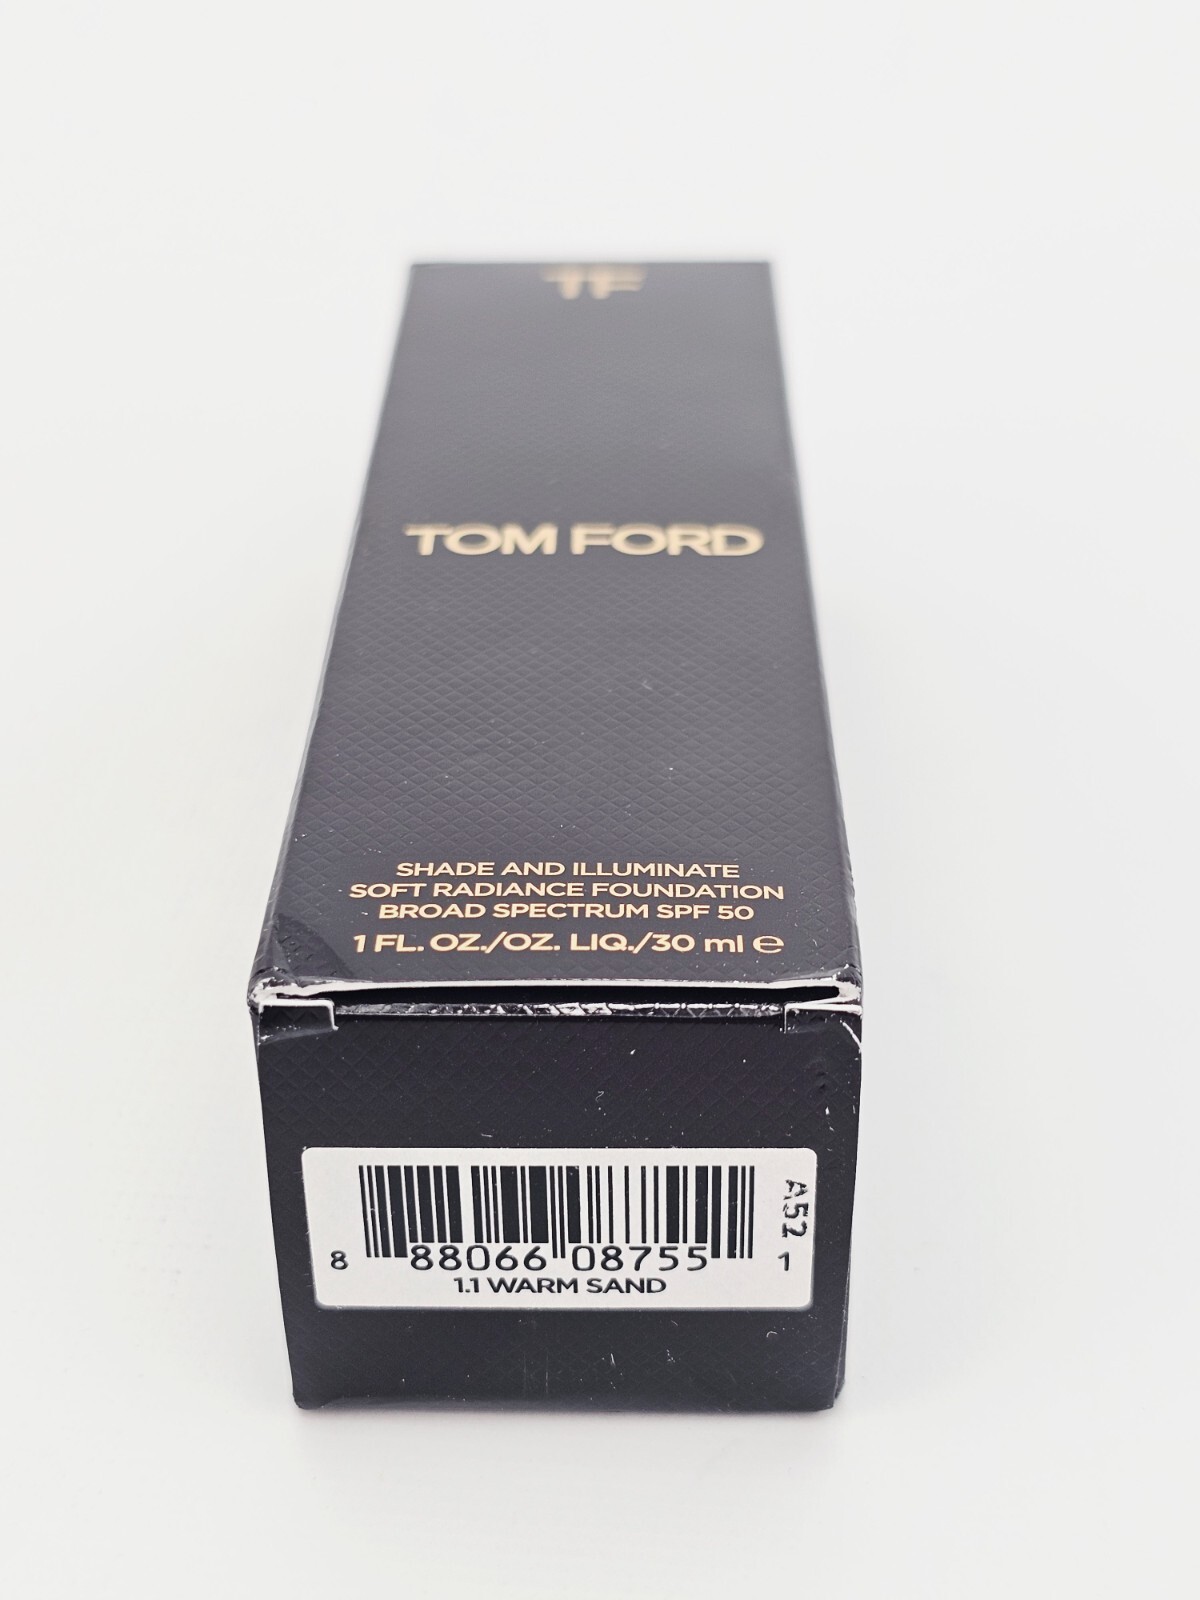 TF
TOM FORD
SHADE AND ILLUMINATE
SOFT RADIANCE FOUNDATION
BROAD SPECTRUM SPF 50
1 FL. OZ./OZ. LIQ./30 ml ℮
A52
8 88066 08755 1
1.1 WARM SAND